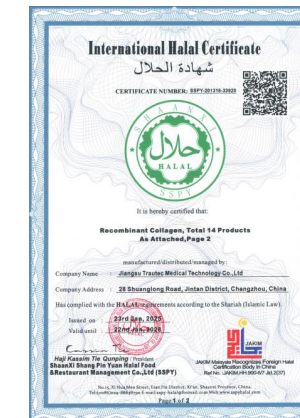 International Halal Certificate
شهادة الحلال
CERTIFICATE NUMBER: SSPY-201316-33625
SHAANXI
حلال
HALAL
SSPY
It is hereby certified that:
Recombinant Collagen, Total 14 Products
As Attached,Page 2
manufactured/distributed/managed by:
Company Name : Jiangsu Trautec Medical Technology Co.,Ltd
Company Address : 28 Shuanglong Road, Jintan District, Changzhou, China
Has complied with the HALAL requirements according to the Shariah (Islamic Law).
Issued on 23rd Sep, 2025
Valid until 22nd Jan, 2028
Haji Kassim Tie Gunping / President
ShaanXi Shang Pin Yuan Halal Food
&Restaurant Management Co.,Ltd (SSPY)
JAKIM
JAKIM Malaysia Recognizes Foreign Halal
Certification Body In China
Page 1 of 2